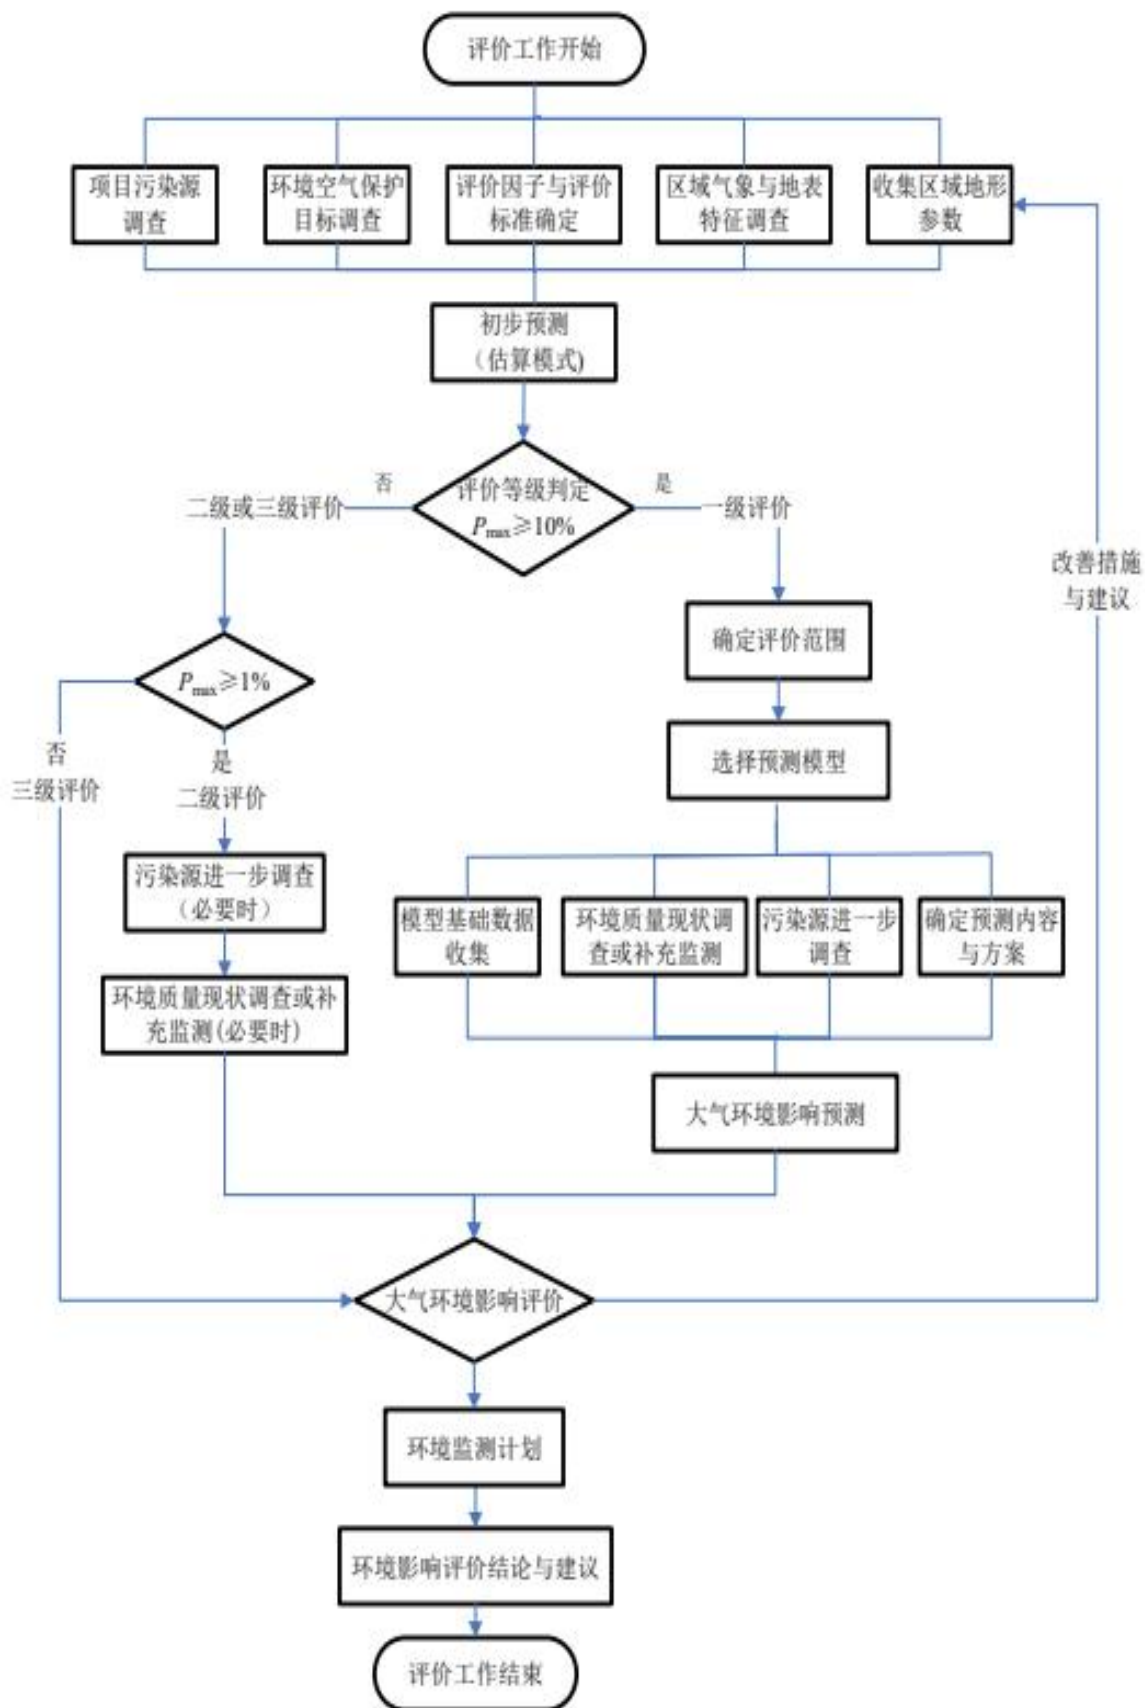 评价工作开始
项目污染源
调查
环境空气保护
目标调查
评价因子与评价
标准确定
区域气象与地表
特征调查
收集区域地形
参数
初步预测
（估算模式)
评价等级判定
Pmax≥10%
否
是
二级或三级评价
一级评价
改善措施
与建议
确定评价范围
Pmax≥1%
否
三级评价
是
二级评价
选择预测模型
污染源进一步调查
（必要时）
模型基础数据
收集
环境质量现状调
查或补充监测
污染源进一步
调查
确定预测内容
与方案
环境质量现状调查或补
充监测(必要时)
大气环境影响预测
大气环境影响评价
环境监测计划
环境影响评价结论与建议
评价工作结束